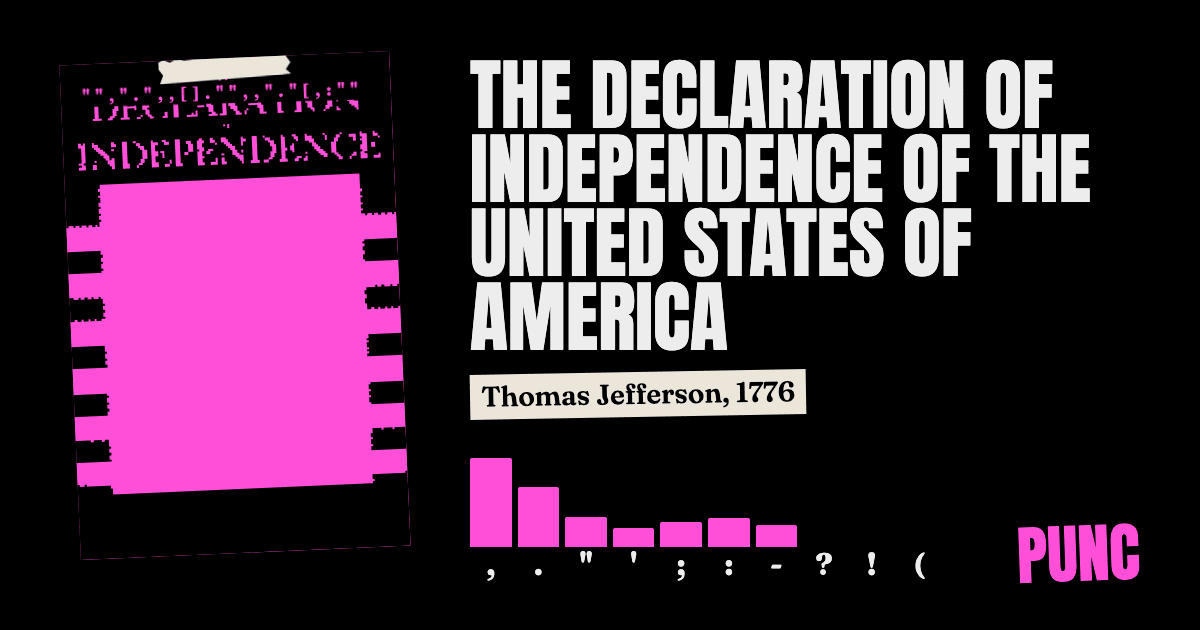 "",".",,[]."",,"."[,;""
DECLARATION
INDEPENDENCE
THE DECLARATION OF
INDEPENDENCE OF THE
UNITED STATES OF
AMERICA
Thomas Jefferson, 1776
, . " ' ; : - ? ! (
PUNC